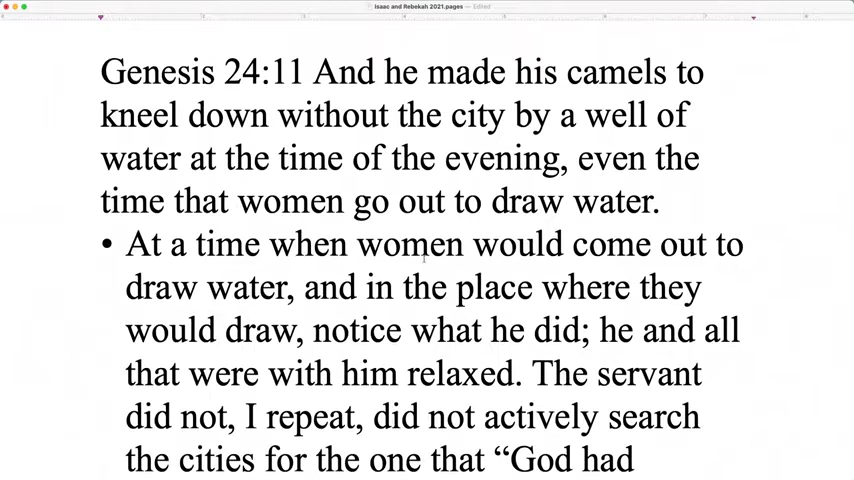 Isaac and Rebekah 2021.pages — Edited
Genesis 24:11 And he made his camels to
kneel down without the city by a well of
water at the time of the evening, even the
time that women go out to draw water.
• At a time when women would come out to
draw water, and in the place where they
would draw, notice what he did; he and all
that were with him relaxed. The servant
did not, I repeat, did not actively search
the cities for the one that “God had